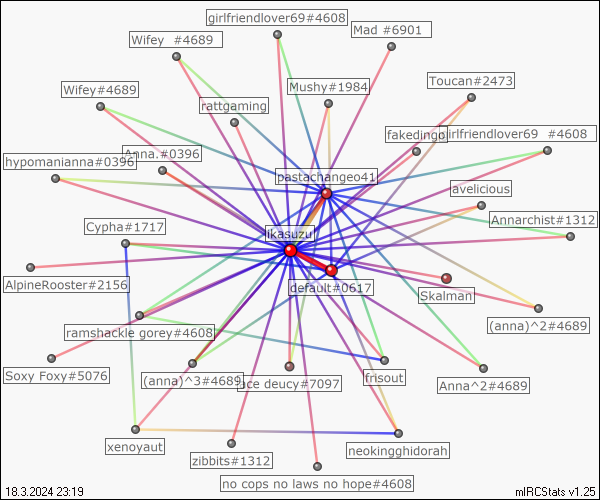 girlfriendlover69#4608
Mad #6901
Wifey  #4689
Toucan#2473
Wifey#4689
Mushy#1984
rattgaming
fakedingo
girlfriendlover69  #4608
Anna.#0396
hypomanianna#0396
pastachangeo41
avelicious
Annarchist#1312
Cypha#1717
likasuzu
AlpineRooster#2156
default#0617
Skalman
(anna)^2#4689
ramshackle gorey#4608
Soxy Foxy#5076
(anna)^3#4689
deucy#7097
frisout
Anna^2#4689
xenoyaut
neokingghidorah
zibbits#1312
no cops no laws no hope#4608
18.3.2024 23:19
mIRCStats v1.25